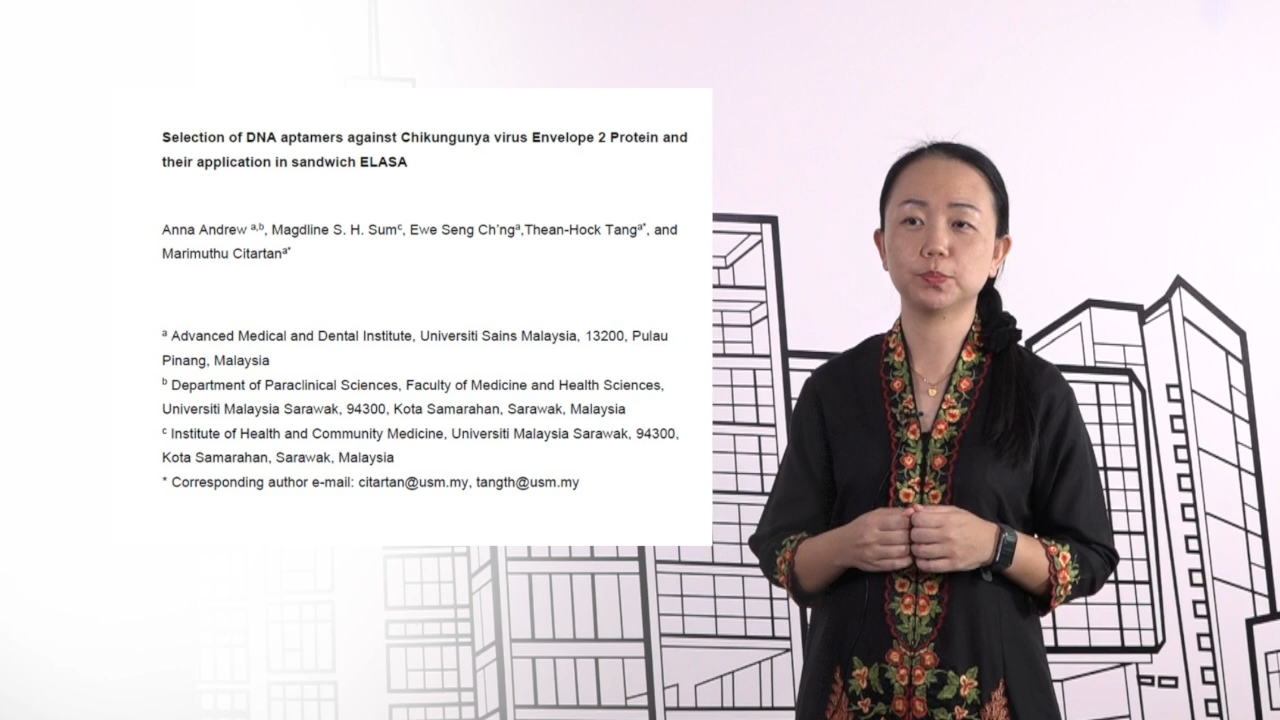 Selection of DNA aptamers against Chikungunya virus Envelope 2 Protein and
their application in sandwich ELASA
Anna Andrew ᵃ,ᵇ, Magdline S. H. Sumᶜ, Ewe Seng Ch'ngᵃ,Thean-Hock Tangᵃ*, and
Marimuthu Citartanᵃ*
ᵃ Advanced Medical and Dental Institute, Universiti Sains Malaysia, 13200, Pulau
Pinang, Malaysia
ᵇ Department of Paraclinical Sciences, Faculty of Medicine and Health Sciences,
Universiti Malaysia Sarawak, 94300, Kota Samarahan, Sarawak, Malaysia
ᶜ Institute of Health and Community Medicine, Universiti Malaysia Sarawak, 94300,
Kota Samarahan, Sarawak, Malaysia
* Corresponding author e-mail: citartan@usm.my, tangth@usm.my